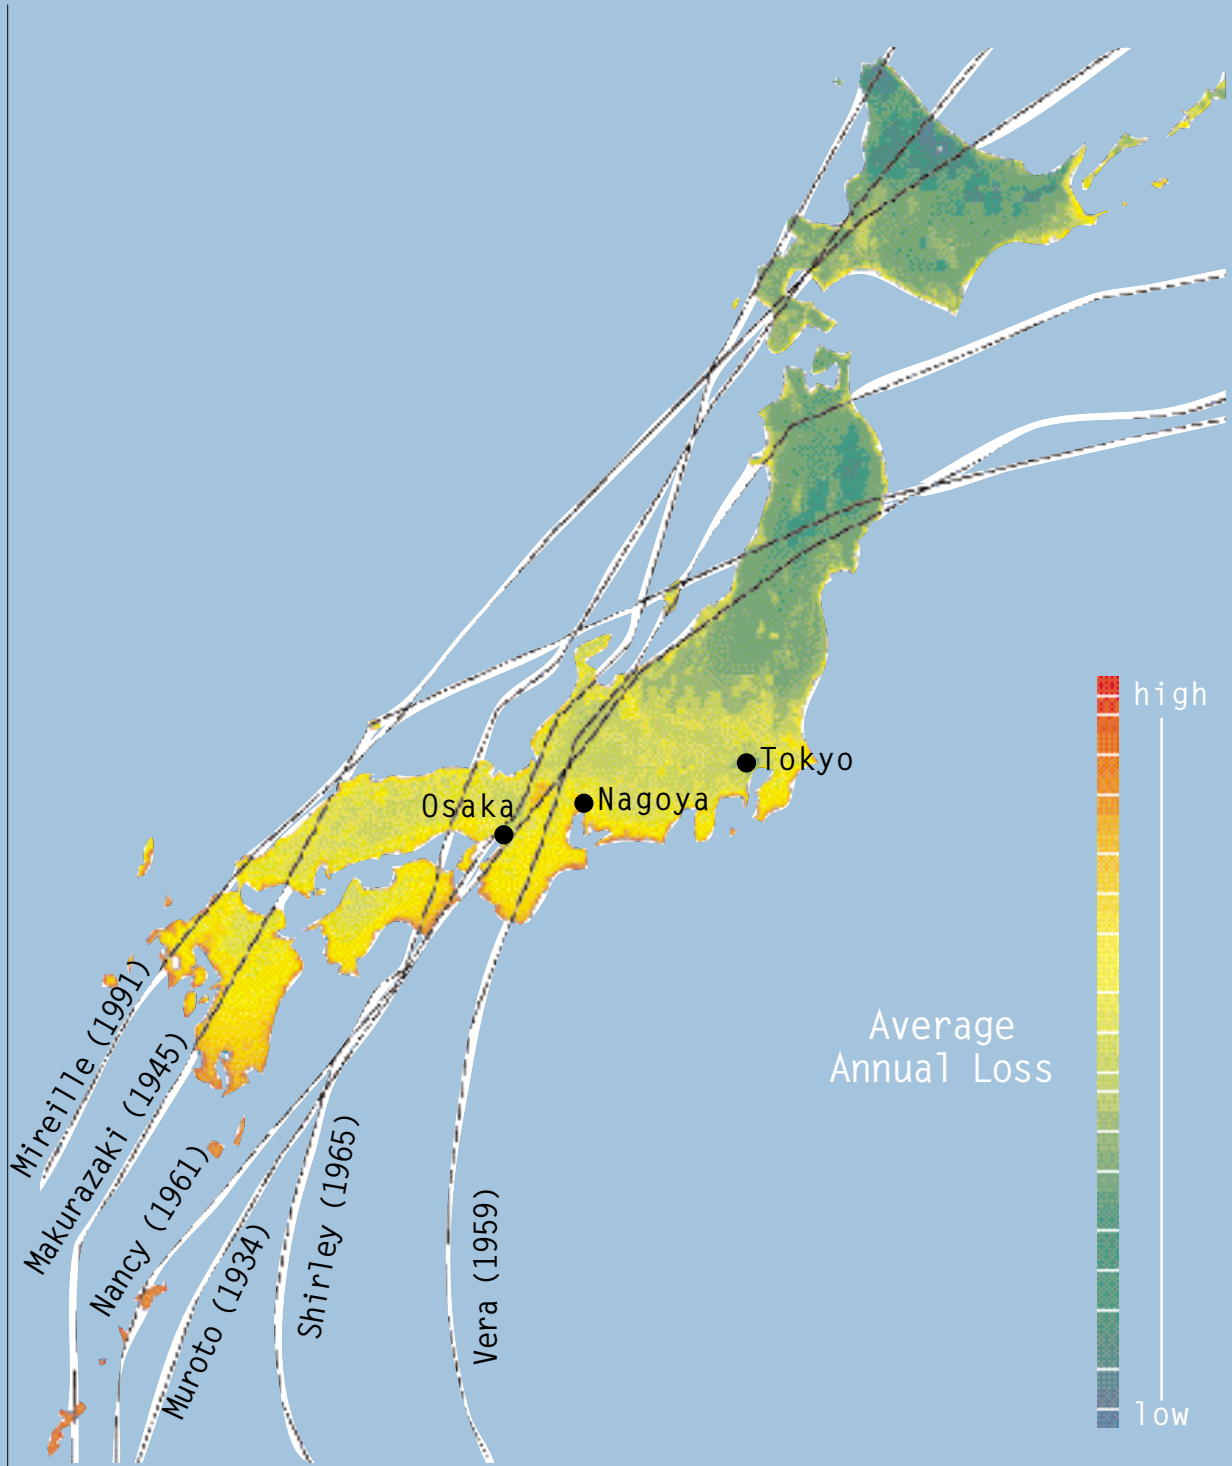 high
Tokyo
Nagoya
Osaka
Average
Annual Loss
Mireille (1991)
Makurazaki (1945)
Nancy (1961)
Muroto (1934)
Shirley (1965)
Vera (1959)
low